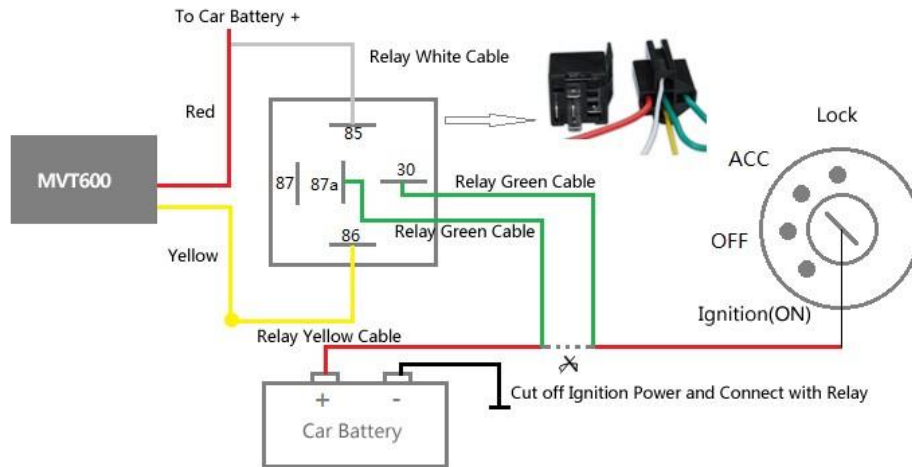 To Car Battery +
Relay White Cable
Red
85
Lock
MVT600
ACC
87
87a
30
Relay Green Cable
Relay Green Cable
OFF
86
Yellow
Ignition(ON)
Relay Yellow Cable
Cut off Ignition Power and Connect with Relay
+ -
Car Battery